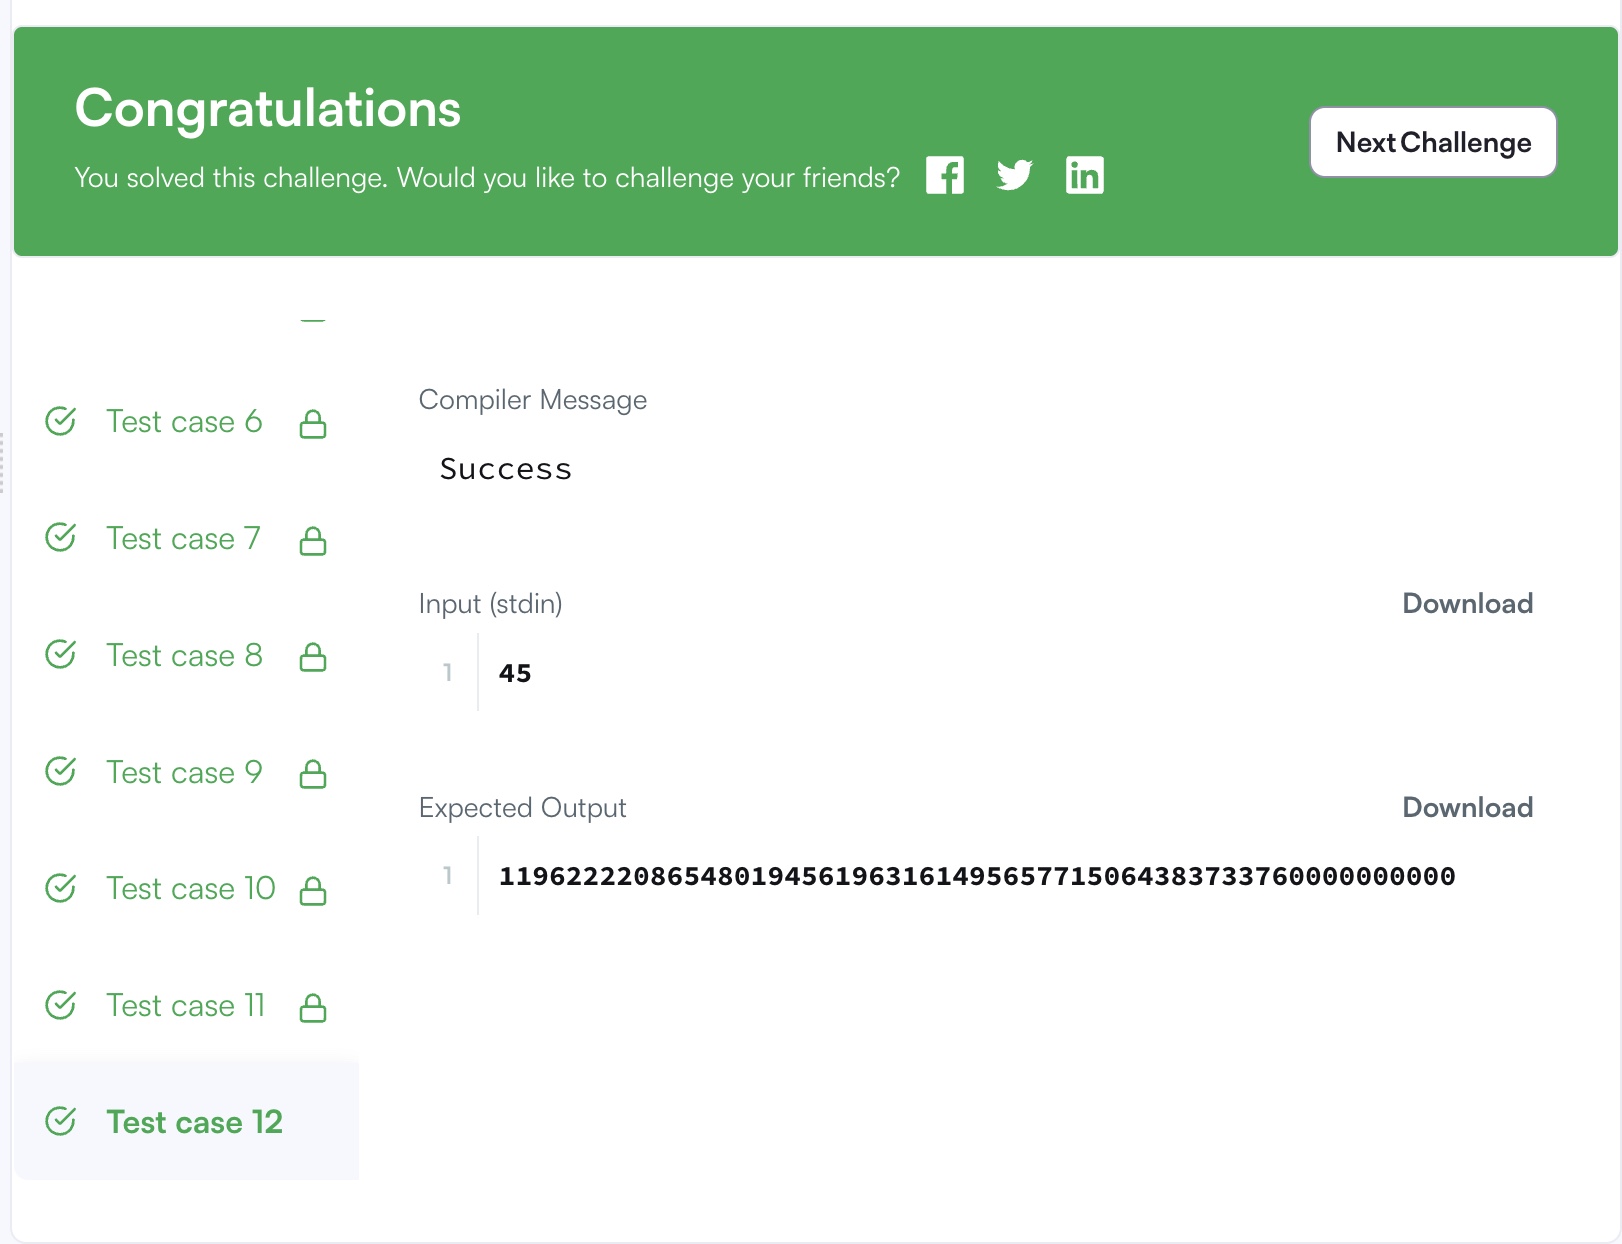 Congratulations
You solved this challenge. Would you like to challenge your friends?
Next Challenge
Test case 6
Test case 7
Test case 8
Test case 9
Test case 10
Test case 11
Test case 12
Compiler Message
Success
Input (stdin)
Download
1
45
Expected Output
Download
1
119622220865480194561963161495657715064383733760000000000